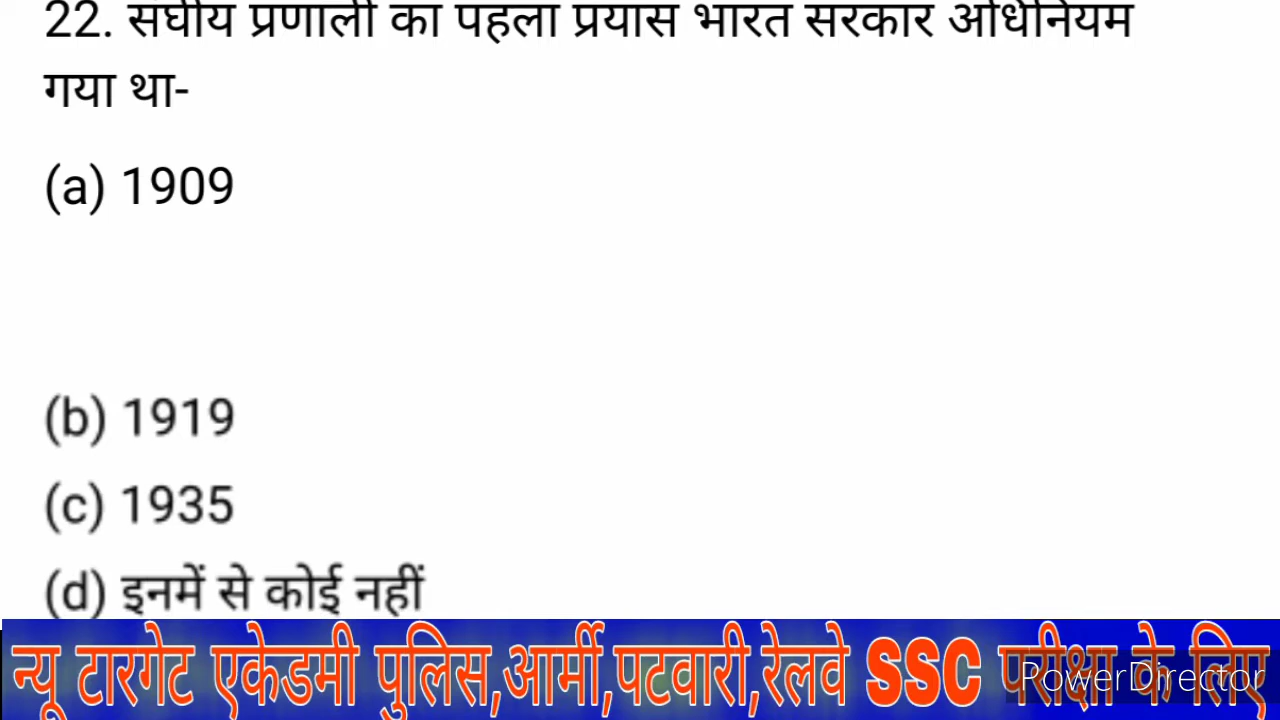 22. संघीय प्रणाली का पहला प्रयास भारत सरकार अधिनियम
गया था-
(a) 1909
(b) 1919
(c) 1935
(d) इनमें से कोई नहीं
न्यू टारगेट एकेडमी पुलिस,आर्मी,पटवारी,रेलवे SSC परीक्षा के लिए
PowerDirector